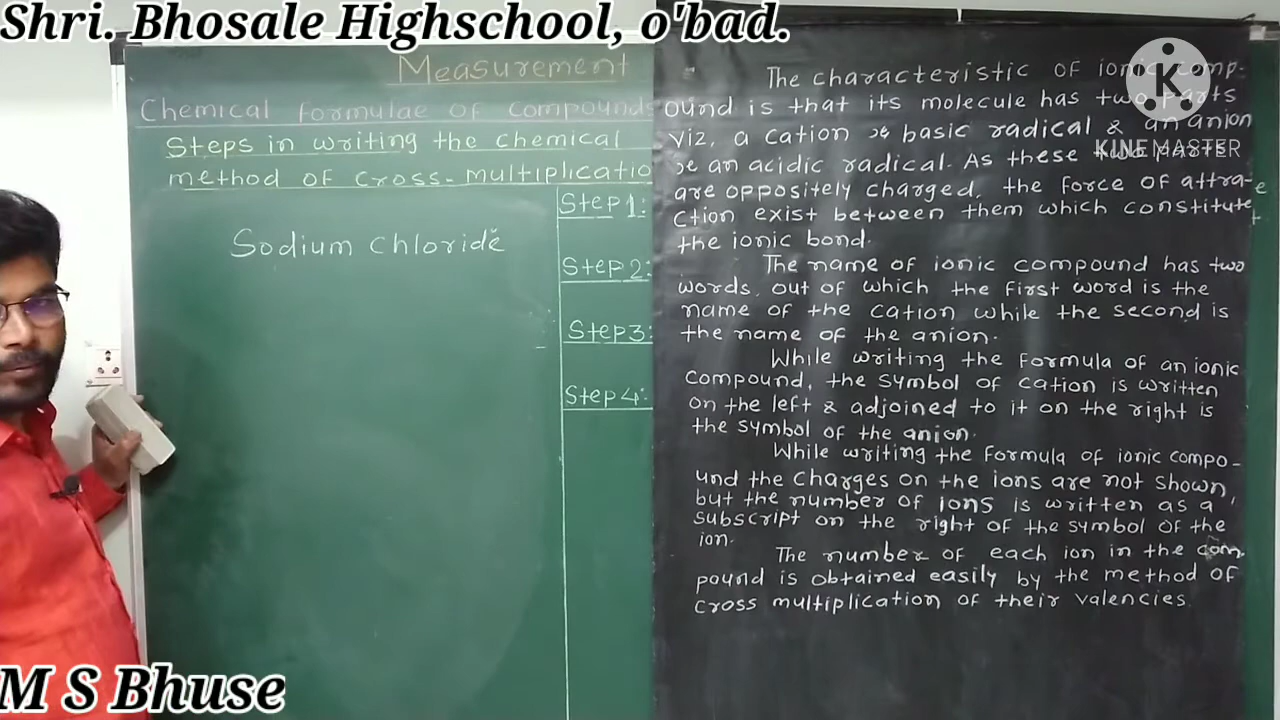 Shri. Bhosale Highschool, o'bad.
Measurement
Chemical formulae of compounds
Steps in writing the chemical
method of cross-multiplicatio
Sodium chloride
Step 1:
Step 2:
Step 3:
Step 4:
The characteristic of ionic comp-
ound is that its molecule has two parts
viz, a cation basic radical & an anion
an acidic radical. As these two parts
are oppositely charged, the force of attra-
ction exist between them which constitute
the ionic bond.
The name of ionic compound has two
words, out of which the first word is the
name of the cation while the second is
the name of the anion.
While writing the formula of an ionic
compound, the symbol of cation is written
on the left & adjoined to it on the right is
the symbol of the anion.
While writing the formula of ionic compo-
und the charges on the ions are not shown,
but the number of ions is written as a
subscript on the right of the symbol of the
ion.
The number of each ion in the com
pound is obtained easily by the method of
cross multiplication of their valencies
K
KINEMASTER
M S Bhuse